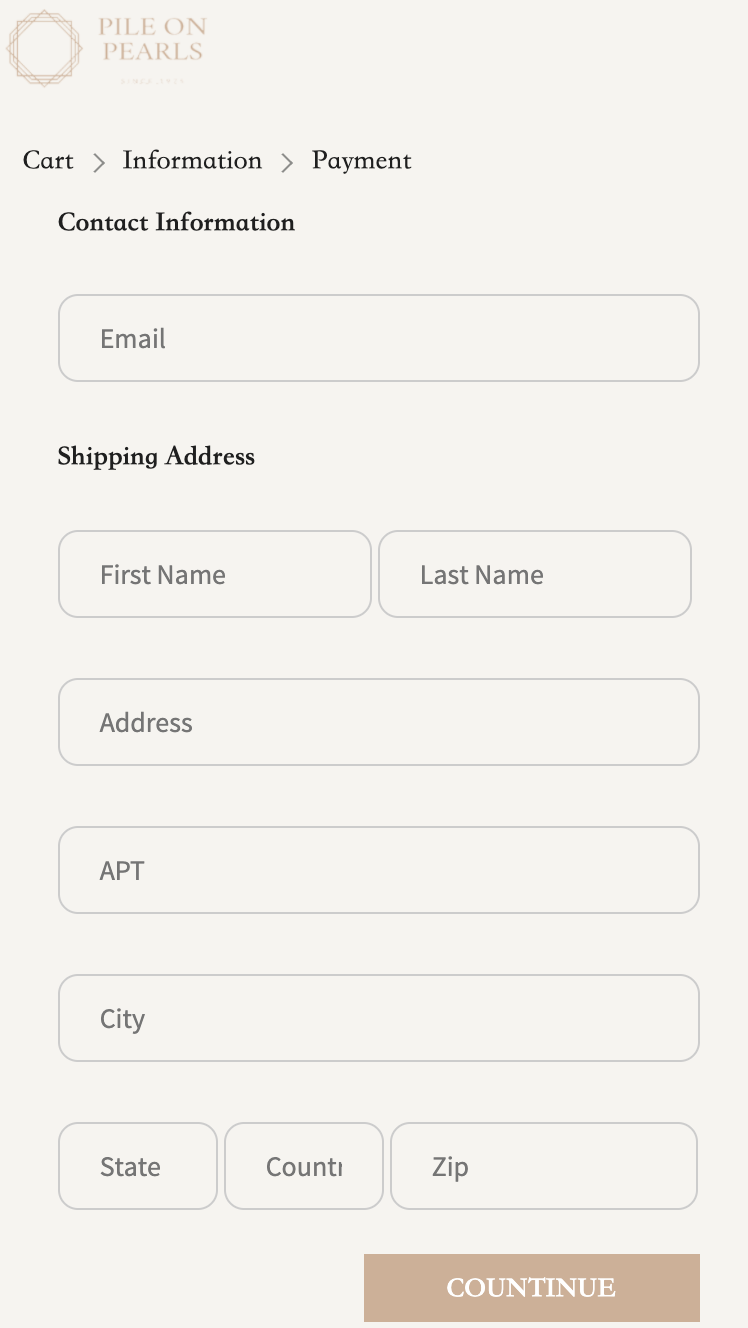 PILE ON
PEARLS
Cart > Information > Payment
Contact Information
Email
Shipping Address
First Name Last Name
Address
APT
City
State Countr Zip
COUNTINUE